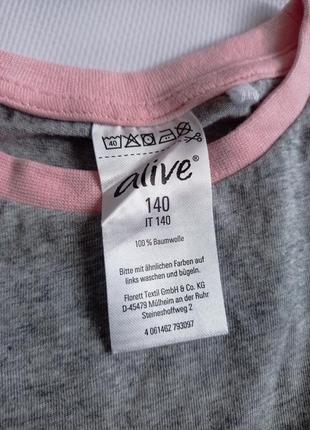 40
alive®
140
IT 140
100 % Baumwolle
Bitte mit ähnlichen Farben auf
links waschen und bügeln.
Florett Textil GmbH & Co. KG
D-45479 Mülheim an der Ruhr
Steineshoffweg 2
4 061462 793097